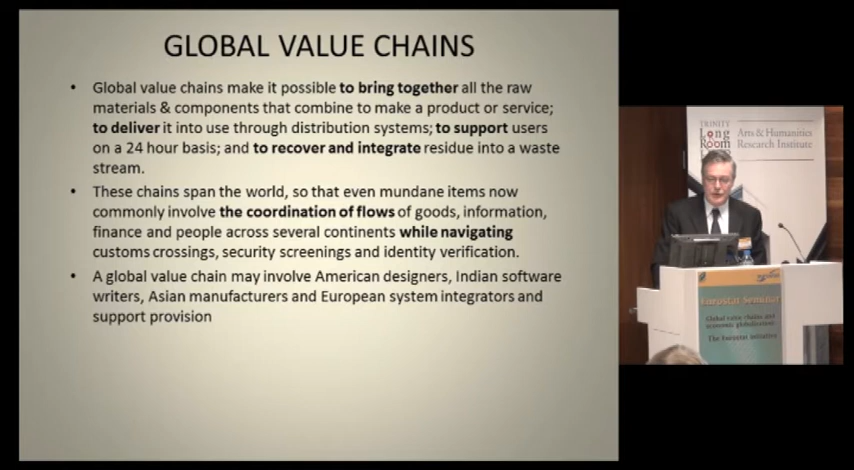 GLOBAL VALUE CHAINS
• Global value chains make it possible to bring together all the raw
materials & components that combine to make a product or service;
to deliver it into use through distribution systems; to support users
on a 24 hour basis; and to recover and integrate residue into a waste
stream.
• These chains span the world, so that even mundane items now
commonly involve the coordination of flows of goods, information,
finance and people across several continents while navigating
customs crossings, security screenings and identity verification.
• A global value chain may involve American designers, Indian software
writers, Asian manufacturers and European system integrators and
support provision
TRINITY
Long
Room
Arts & Humanities
Research Institute
Eurostat Seminar
Global value chains and
economic globalization
The Eurostat initiative